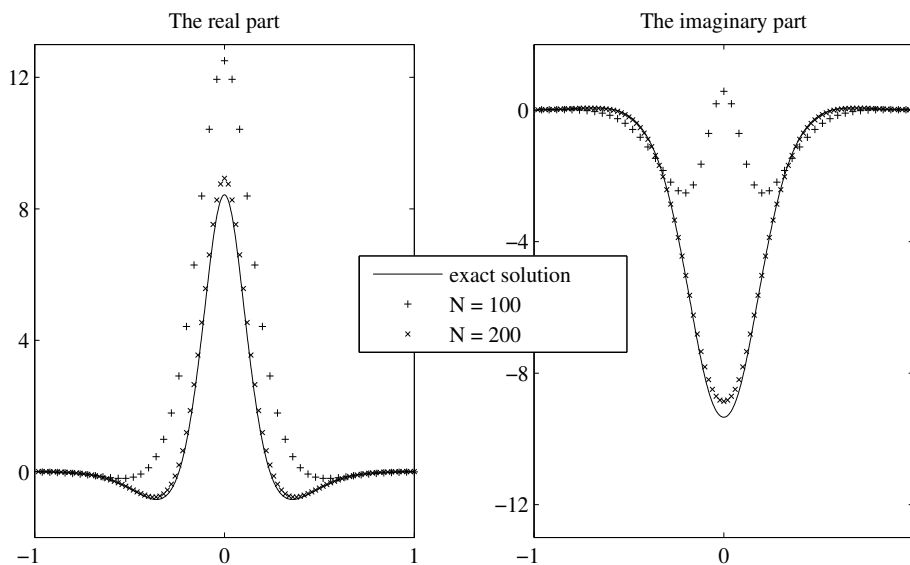 The real part
12
8
4
0
−1
0
1
The imaginary part
0
−4
−8
−12
−1
0
exact solution
N = 100
N = 200